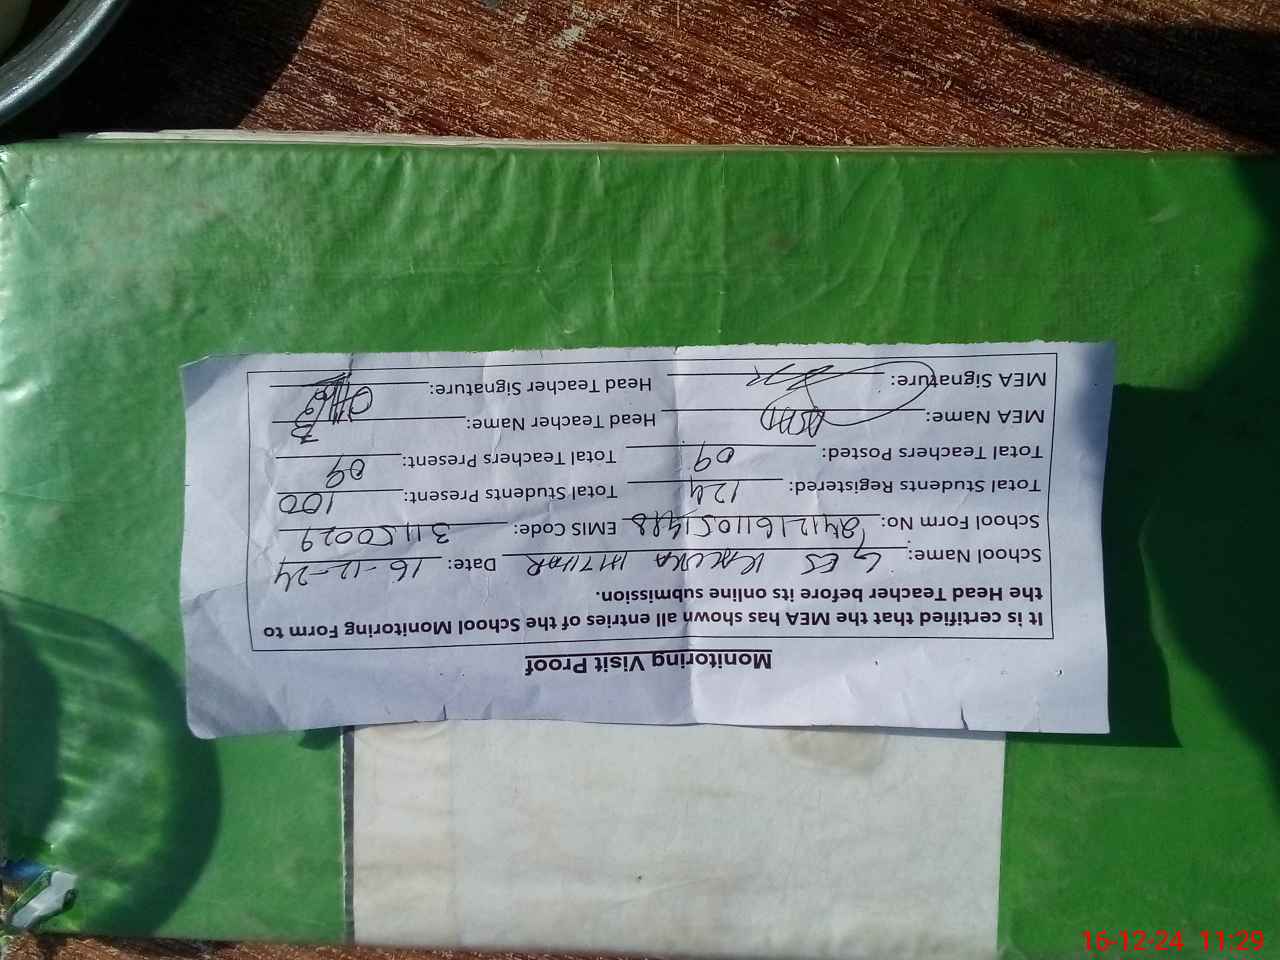 Monitoring Visit Proof
It is certified that the MEA has shown all entries of the School Monitoring Form to
the Head Teacher before its online submission.
School Name: GES KACHKA Date: 16-12-24
School Form No: 24121611051488 EMIS Code: 31150029
Total Students Registered: 124 Total Students Present: 100
Total Teachers Posted: 09 Total Teachers Present: 09
MEA Name: ASAD Head Teacher Name:
MEA Signature: Head Teacher Signature:
16-12-24 11:29